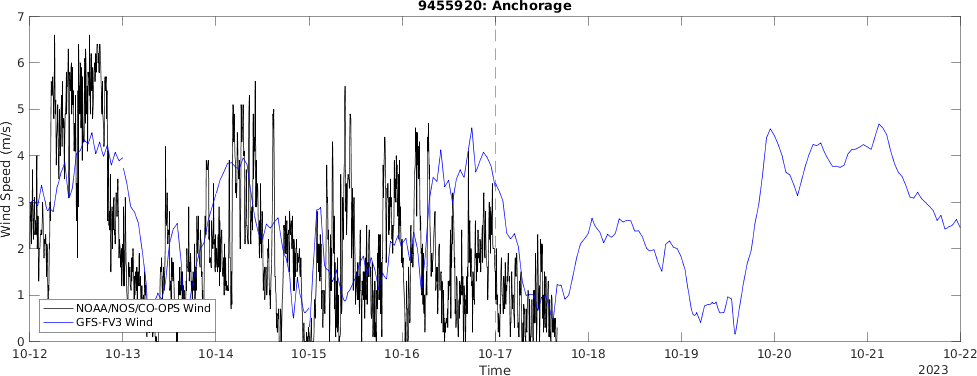 9455920: Anchorage
7
6
5
4
3
2
1
0
Wind Speed (m/s)
NOAA/NOS/CO-OPS Wind
GFS-FV3 Wind
10-12 10-13 10-14 10-15 10-16 10-17 10-18 10-19 10-20 10-21 10-22
Time
2023